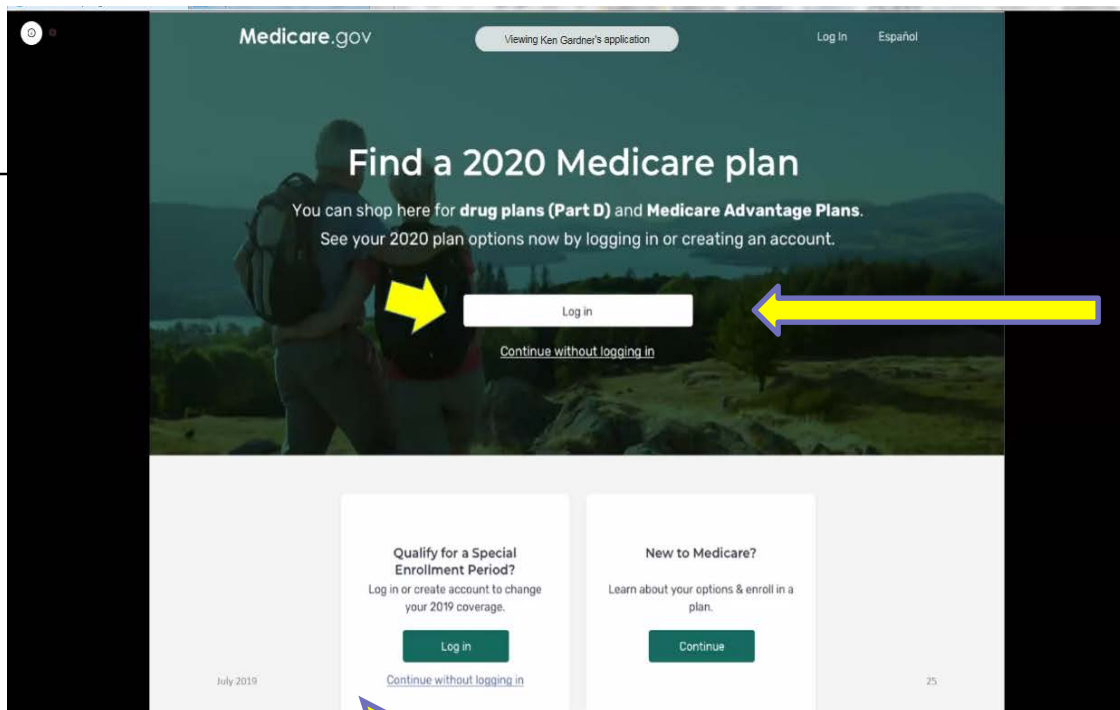 Medicare.gov
Viewing Ken Gardner's application
Log In
Español
Find a 2020 Medicare plan
You can shop here for drug plans (Part D) and Medicare Advantage Plans.
See your 2020 plan options now by logging in or creating an account.
Log in
Continue without logging in
Qualify for a Special
Enrollment Period?
Log in or create account to change
your 2019 coverage.
Log in
Continue without logging in
New to Medicare?
Learn about your options & enroll in a
plan.
Continue
July 2019
25